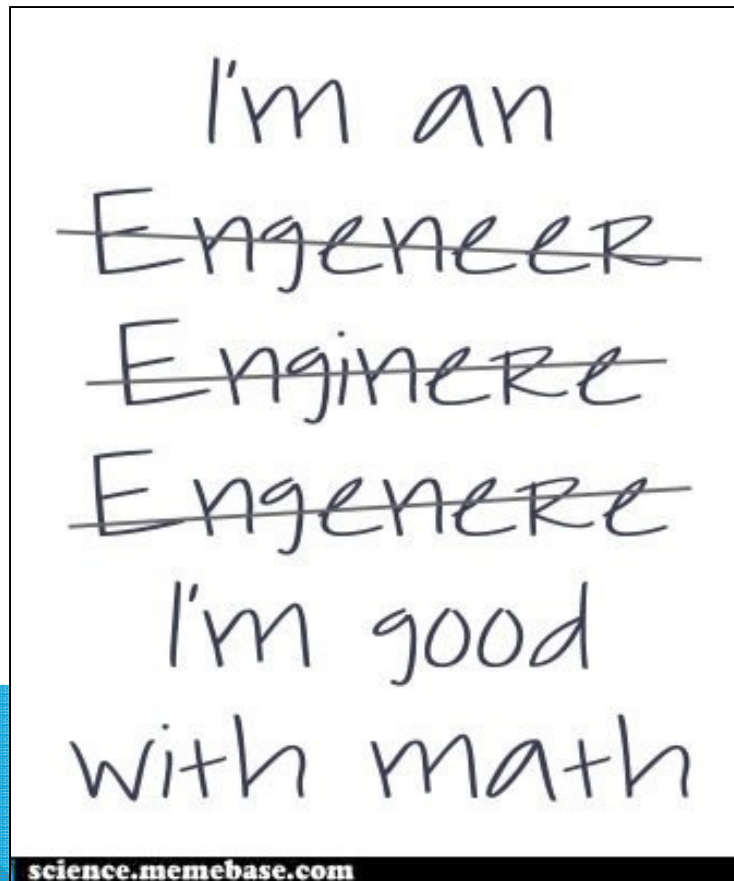 I'm an
Engeneer
Enginere
Engenere
I'm good
with math
science.memebase.com